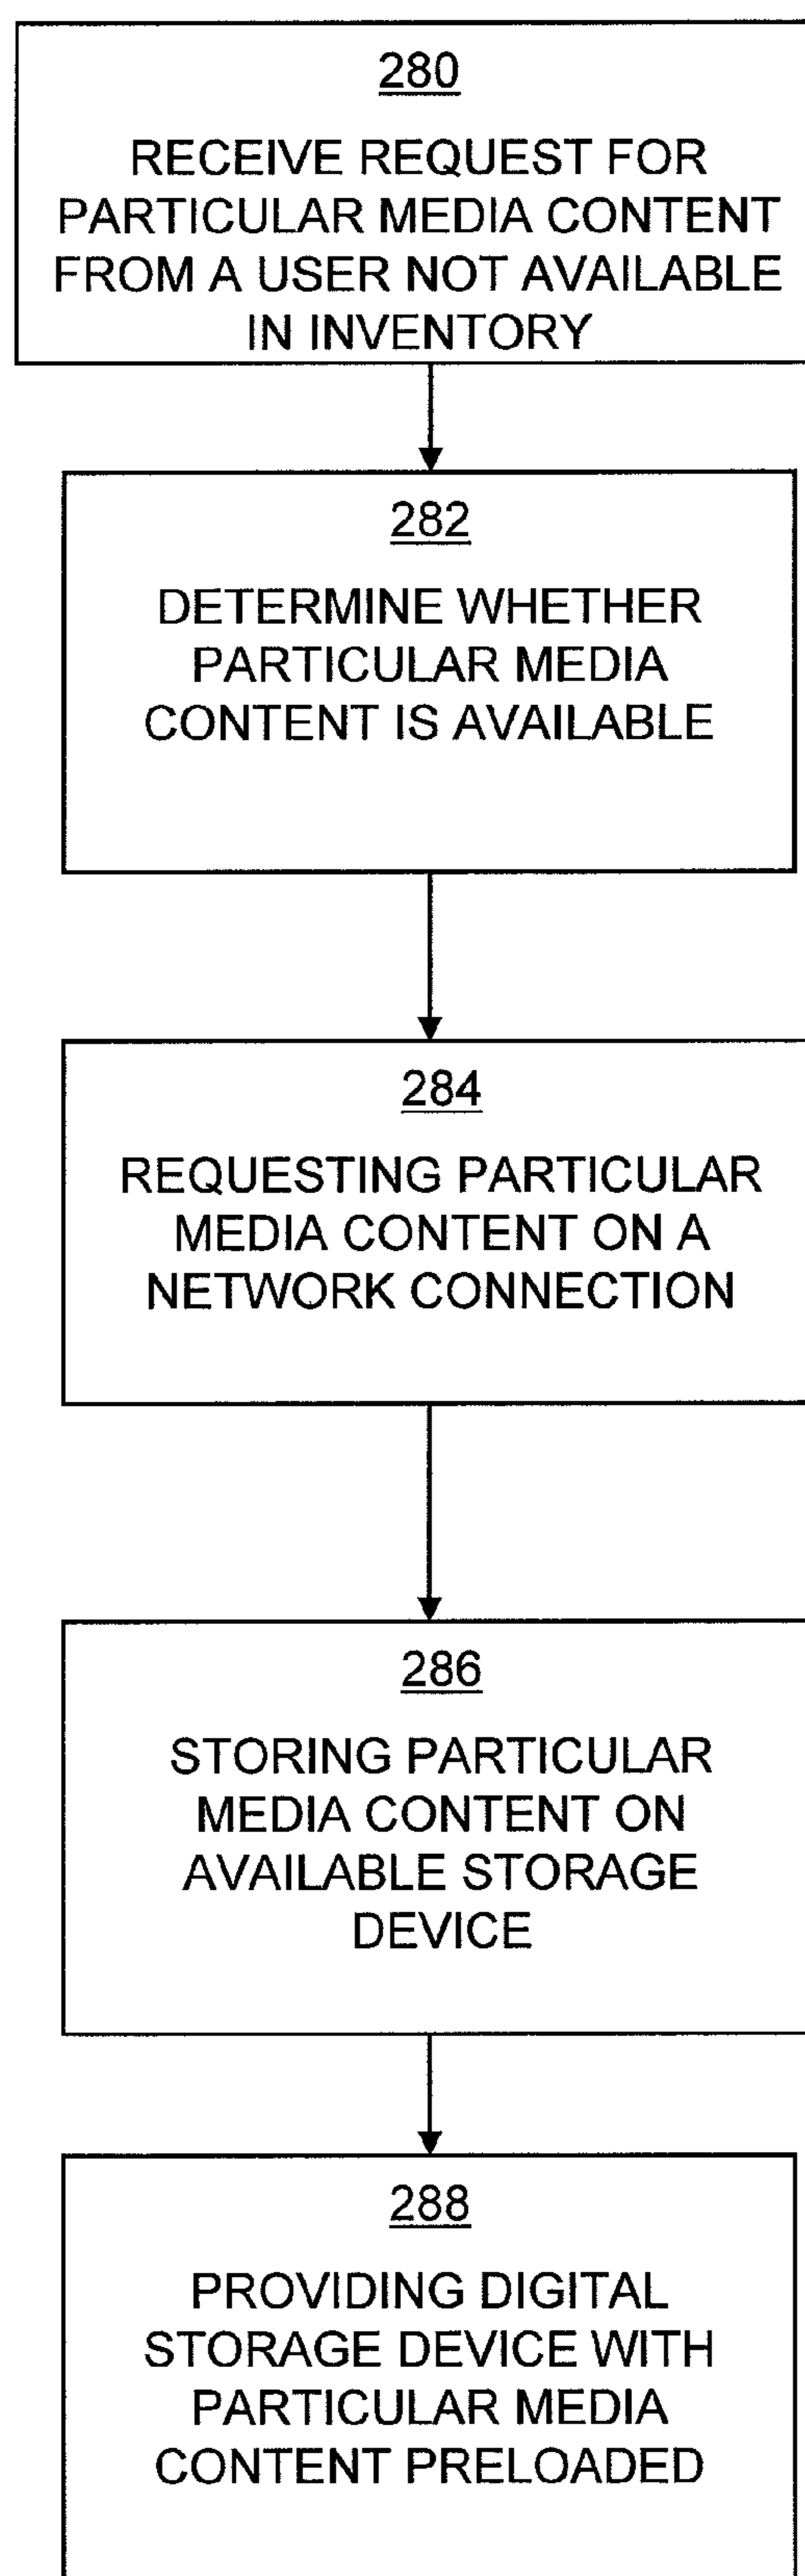 280
RECEIVE REQUEST FOR
PARTICULAR MEDIA CONTENT
FROM A USER NOT AVAILABLE
IN INVENTORY
282
DETERMINE WHETHER
PARTICULAR MEDIA
CONTENT IS AVAILABLE
284
REQUESTING PARTICULAR
MEDIA CONTENT ON A
NETWORK CONNECTION
286
STORING PARTICULAR
MEDIA CONTENT ON
AVAILABLE STORAGE
DEVICE
288
PROVIDING DIGITAL
STORAGE DEVICE WITH
PARTICULAR MEDIA
CONTENT PRELOADED